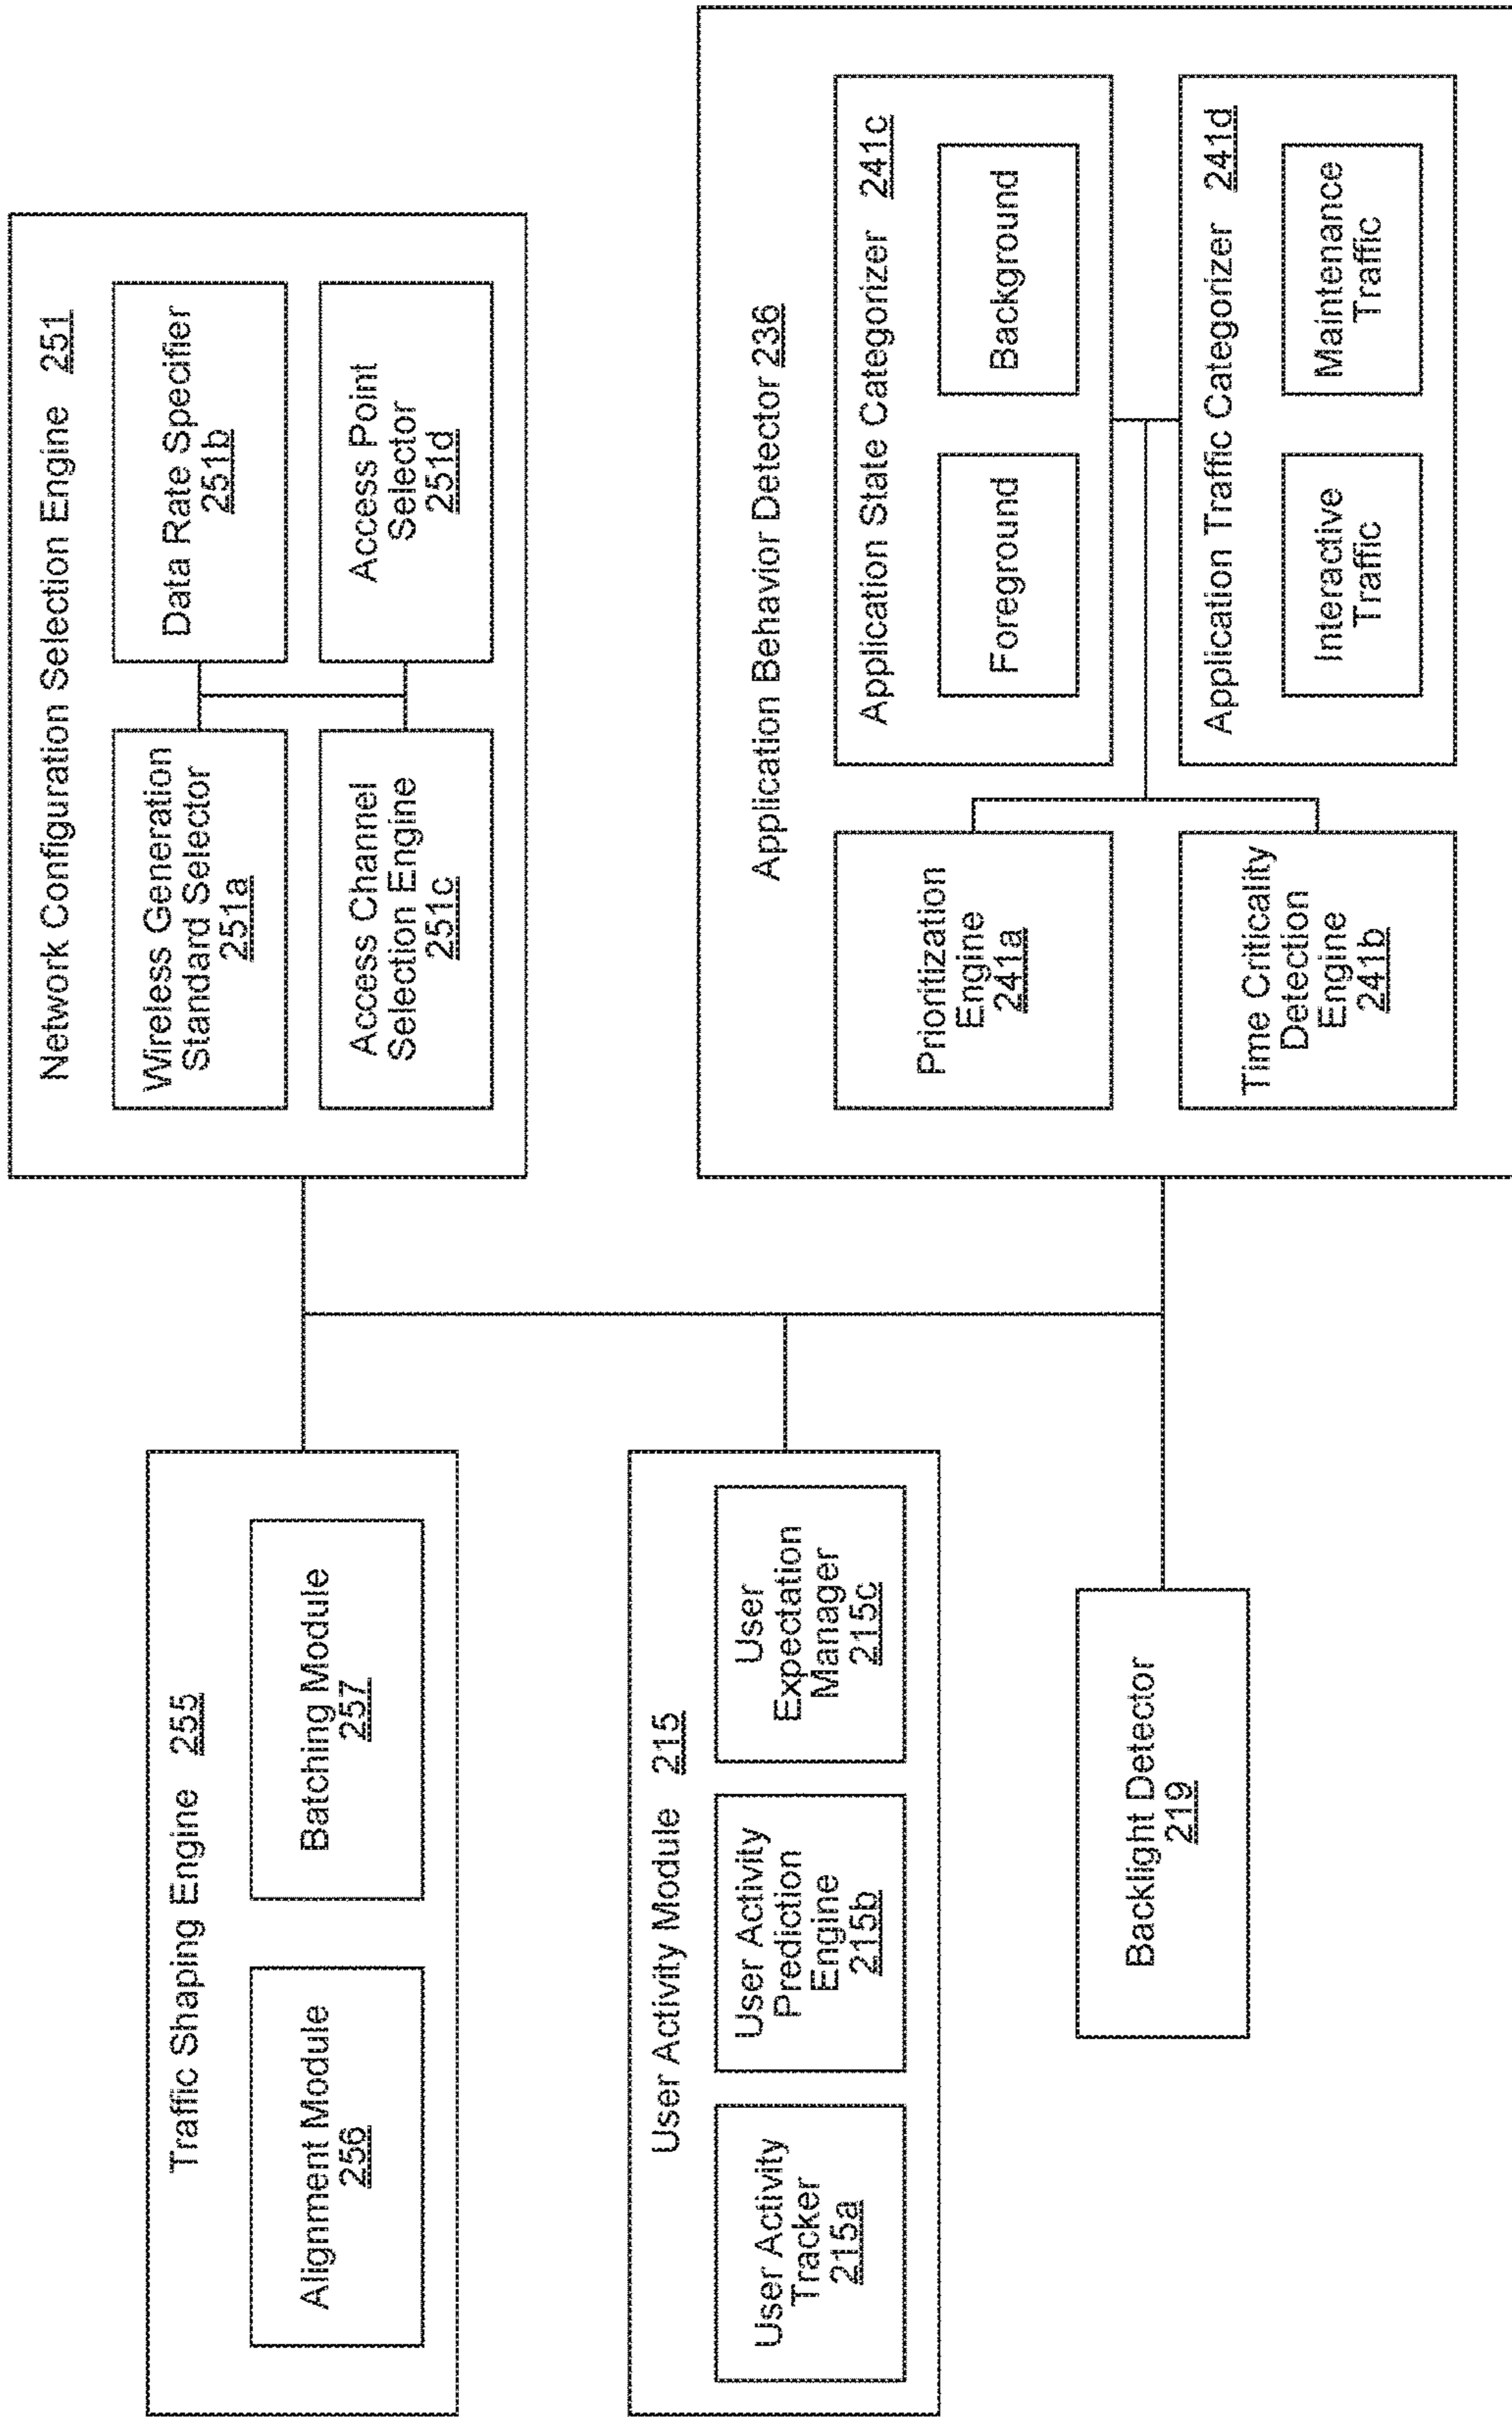 Traffic Shaping Engine 255
Alignment Module
256
Batching Module
257
Network Configuration Selection Engine 251
Wireless Generation
Standard Selector
251a
Data Rate Specifier
251b
Access Channel
Selection Engine
251c
Access Point
Selector
251d
User Activity Module 215
User Activity
Tracker
215a
User Activity
Prediction
Engine
215b
User
Expectation
Manager
215c
Backlight Detector
219
Application Behavior Detector 236
Prioritization
Engine
241a
Time Criticality
Detection
Engine
241b
Application State Categorizer 241c
Foreground
Background
Application Traffic Categorizer 241d
Interactive
Traffic
Maintenance
Traffic